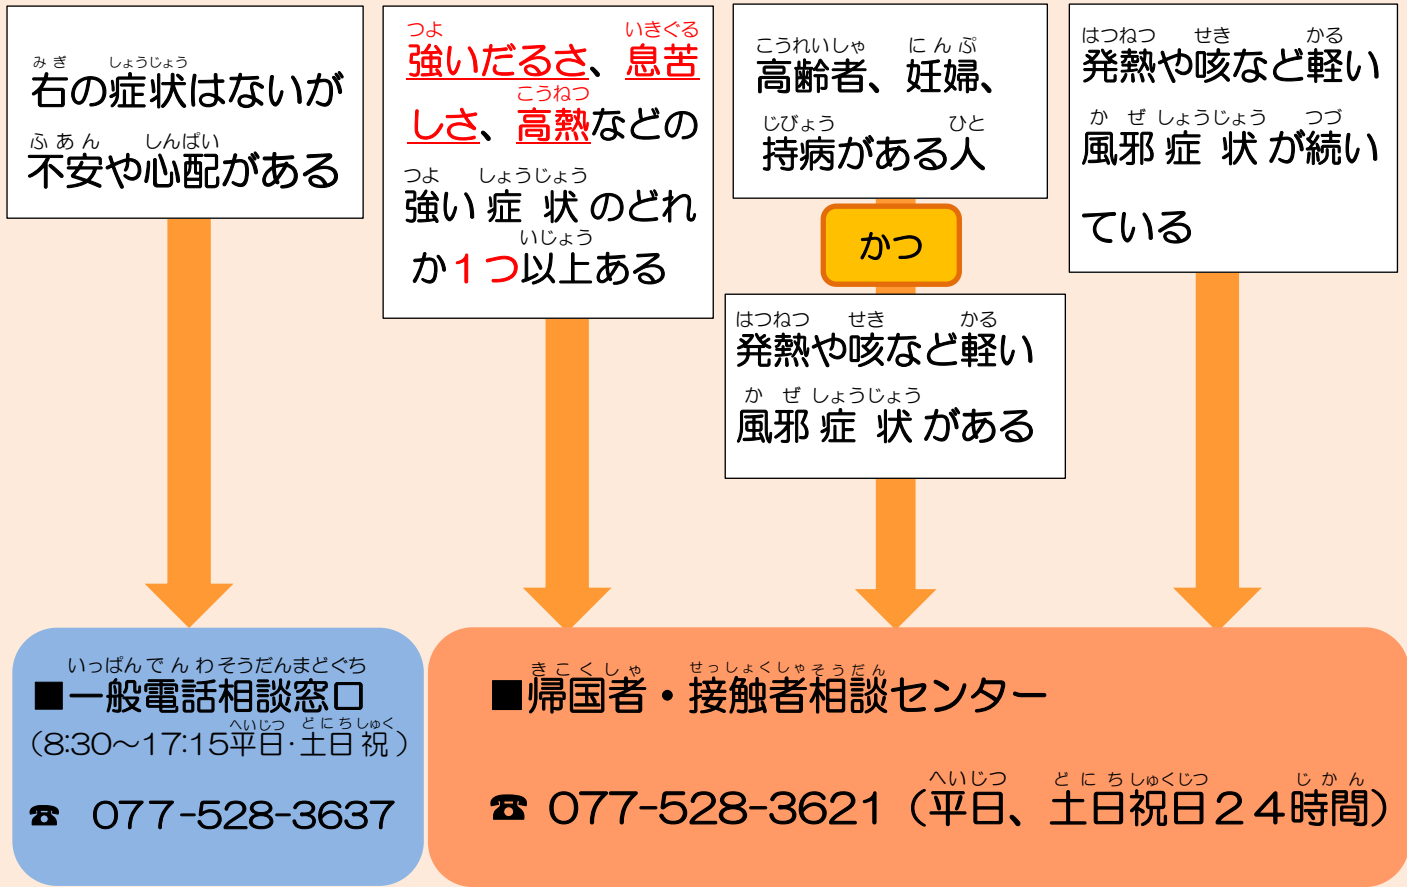 みぎ しょうじょう
右の症状はないが
ふあん しんぱい
不安や心配がある
つよ いきぐる
強いだるさ、息苦
こうねつ
しさ、高熱などの
つよ しょうじょう
強い症状のどれ
いじょう
か１つ以上ある
こうれいしゃ にんぷ
高齢者、妊婦、
じびょう ひと
持病がある人
かつ
はつねつ せき かる
発熱や咳など軽い
かぜ しょうじょう
風邪症状がある
はつねつ せき かる
発熱や咳など軽い
かぜ しょうじょう つづ
風邪症状が続い
ている
いっぱんでんわそうだんまどぐち
■一般電話相談窓口
へいじつ どにちしゅく
（8:30～17:15平日・土日祝）
☎ 077-528-3637
きこくしゃ せっしょくしゃそうだん
■帰国者・接触者相談センター
へいじつ どにちしゅくじつ じかん
☎ 077-528-3621（平日、土日祝日２４時間）